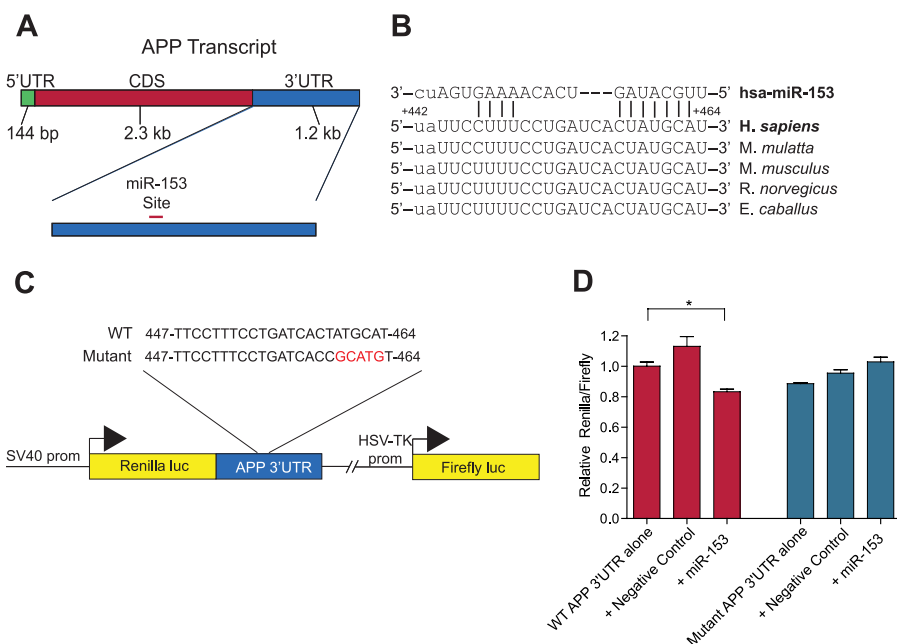 A
APP Transcript
5'UTR CDS 3'UTR
144 bp 2.3 kb 1.2 kb
miR-153
Site
B
3'-cuAGUGAAAACACU---GAUACGUU-5' hsa-miR-153
+442 +464
5'-uaUUCCUUUCCUGAUCACUAUGCAU-3' H. sapiens
5'-uaUUCCUUUCCUGAUCACUAUGCAU-3' M. mulatta
5'-uaUUCUUUUCCUGAUCACUAUGCAU-3' M. musculus
5'-uaUUCUUUUCCUGAUCACUAUGCAU-3' R. norvegicus
5'-uaUUCUUUUCCUGAUCACUAUGCAU-3' E. caballus
C
WT 447-TTCCTTTCCTGATCACTATGCAT-464
Mutant 447-TTCCTTTCCTGATCACCGCATGT-464
SV40 prom
Renilla luc
APP 3'UTR
HSV-TK
prom
Firefly luc
D
*
Relative Renilla/Firefly
1.2
1.0
0.8
0.6
0.4
0.2
0.0
WT APP 3'UTR alone
+ Negative Control
+ miR-153
Mutant APP 3'UTR alone
+ Negative Control
+ miR-153